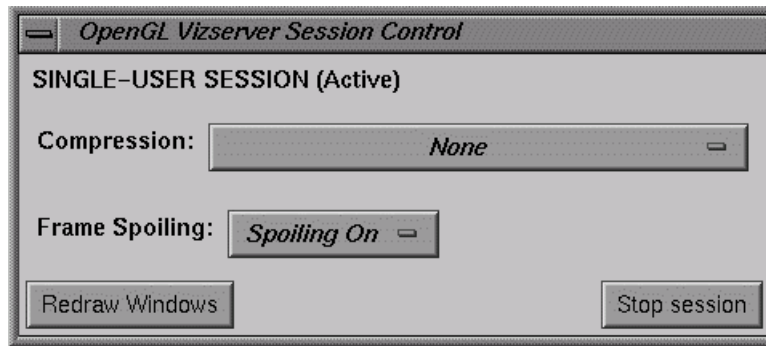 OpenGL Vizserver Session Control
SINGLE-USER SESSION (Active)
Compression: None
Frame Spoiling: Spoiling On
Redraw Windows Stop session